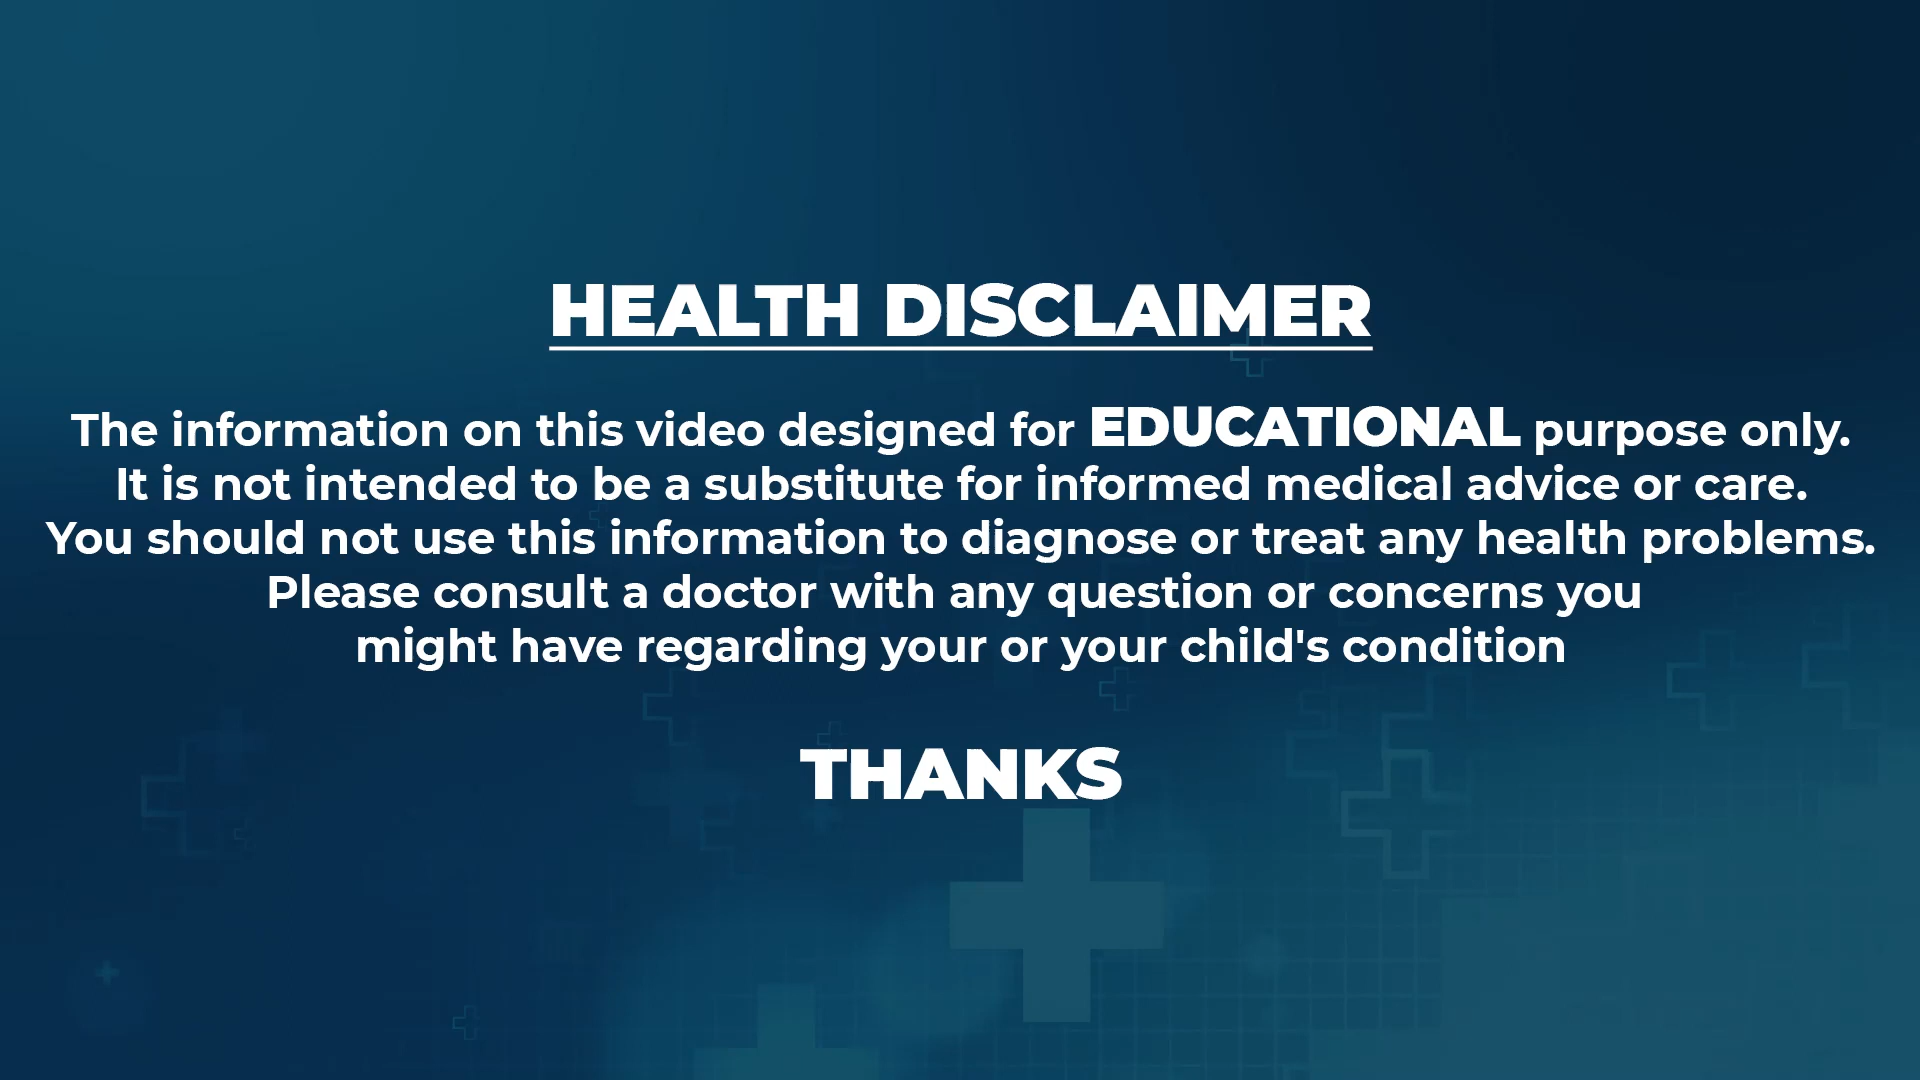 HEALTH DISCLAIMER
The information on this video designed for EDUCATIONAL purpose only.
It is not intended to be a substitute for informed medical advice or care.
You should not use this information to diagnose or treat any health problems.
Please consult a doctor with any question or concerns you
might have regarding your or your child's condition
THANKS